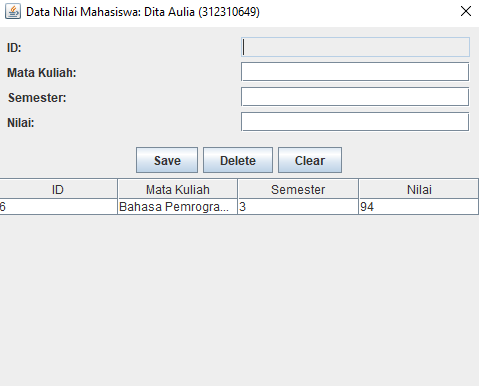 Data Nilai Mahasiswa: Dita Aulia (312310649)
ID:
Mata Kuliah:
Semester:
Nilai:
Save Delete Clear
ID Mata Kuliah Semester Nilai
6 Bahasa Pemrogra... 3 94